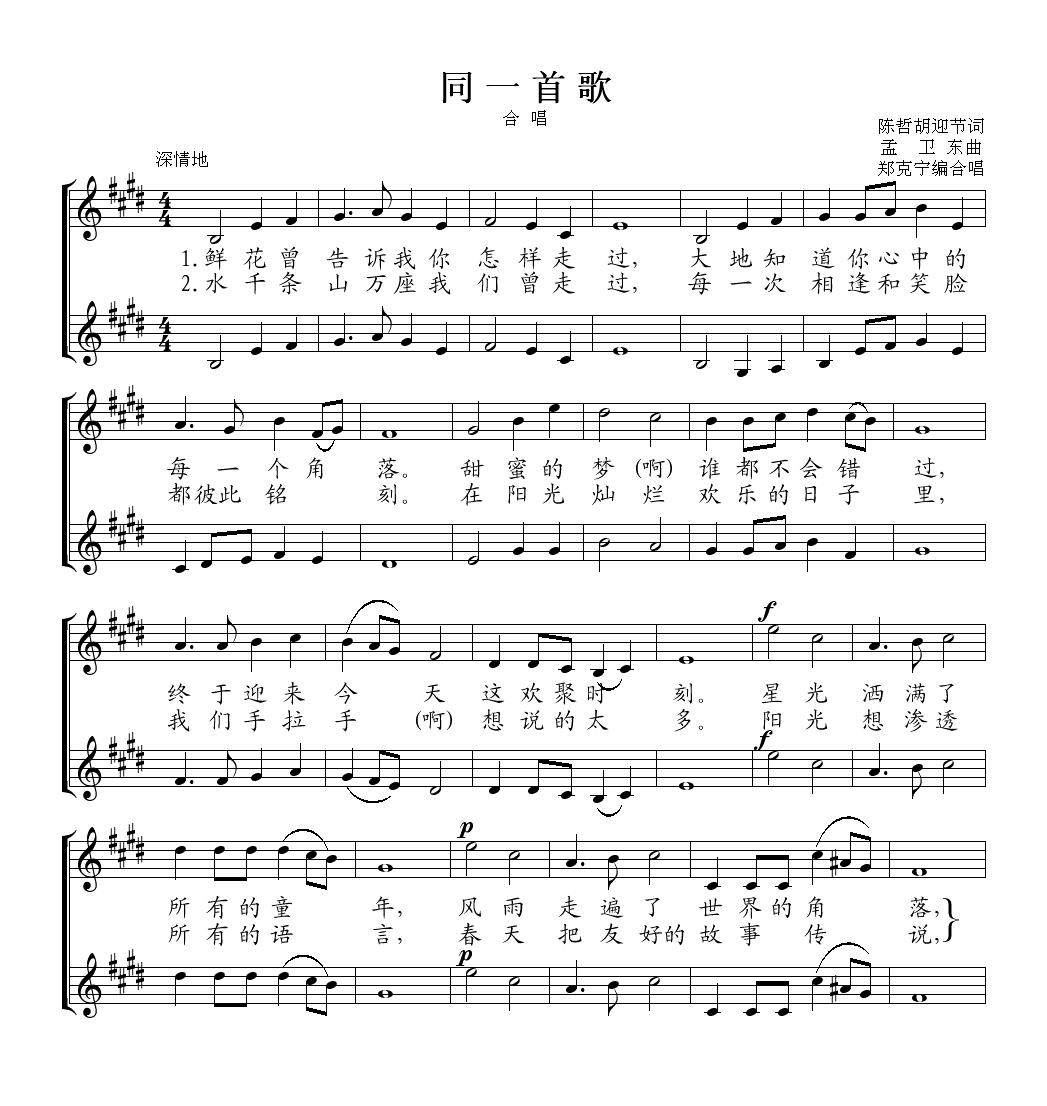 同一首歌
合唱
陈哲胡迎节词
孟 卫 东曲
深情地
郑克宁编合唱
4
4
1.鲜花曾告诉我你怎样走过,大地知道你心中的
2.水千条山万座我们曾走过,每一次相逢和笑脸
4
4
每一个角落。甜蜜的梦(啊)谁都不会错过,
都彼此铭刻。在阳光灿烂欢乐的日子里,
f
终于迎来今天这欢聚时刻。星光洒满了
我们手拉手(啊)想说的太多。阳光想渗透
f
p
所有的童年,风雨走遍了世界的角落,
所有的语言,春天把友好的故事传说,
p